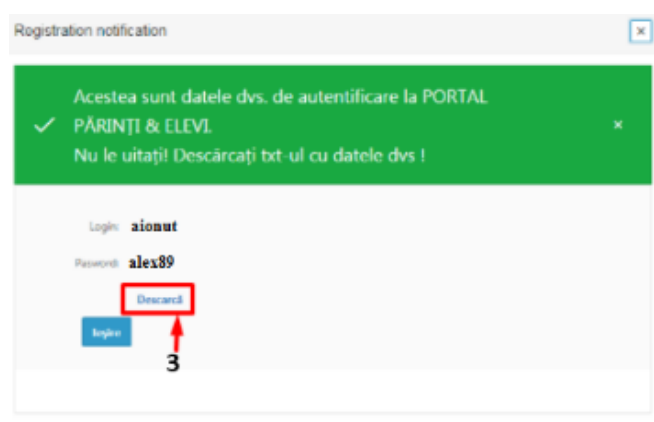 Registration notification
×
Acestea sunt datele dvs. de autentificare la PORTAL
PĂRINȚI & ELEVI.
Nu le uitați! Descărcați txt-ul cu datele dvs !
×
Login: aionut
Password: alex89
Descarcă
Ieșire
3